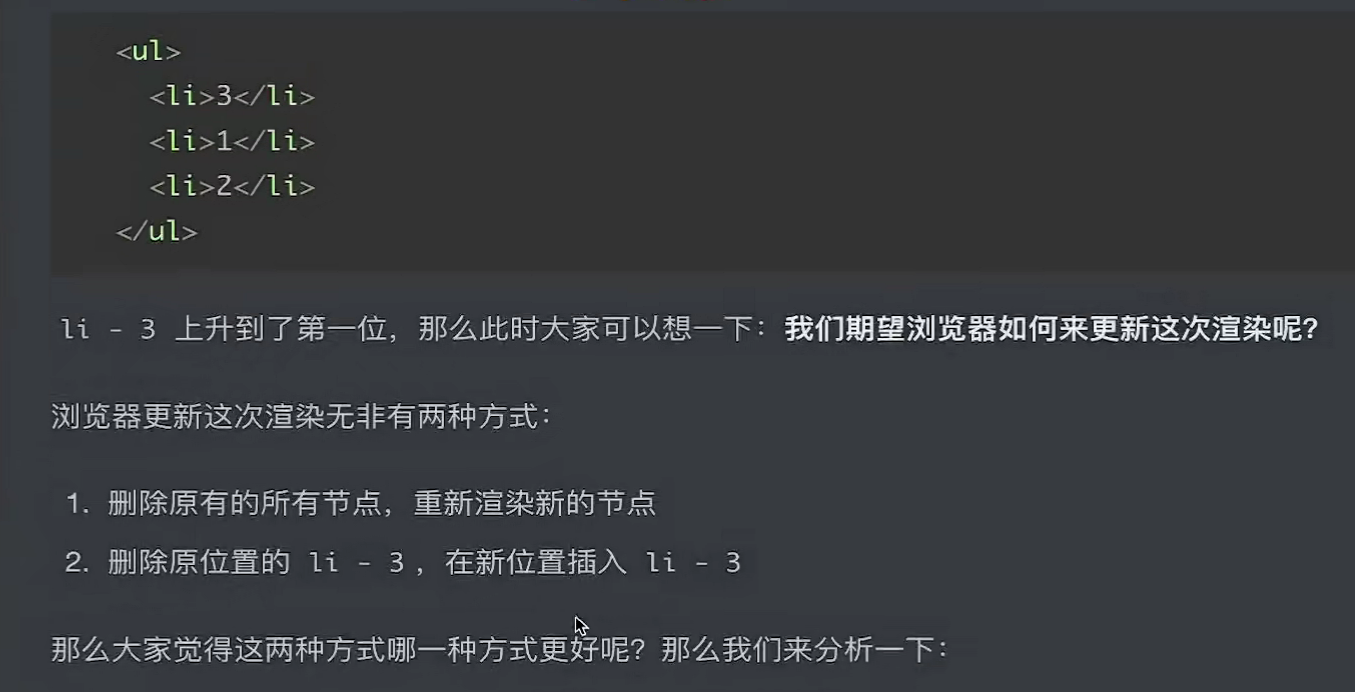 <ul>
<li>3</li>
<li>1</li>
<li>2</li>
</ul>
li - 3 上升到了第一位，那么此时大家可以想一下：我们期望浏览器如何来更新这次渲染呢？
浏览器更新这次渲染无非有两种方式：
1. 删除原有的所有节点，重新渲染新的节点
2. 删除原位置的 li - 3 ，在新位置插入 li - 3
那么大家觉得这两种方式哪一种方式更好呢？那么我们来分析一下：